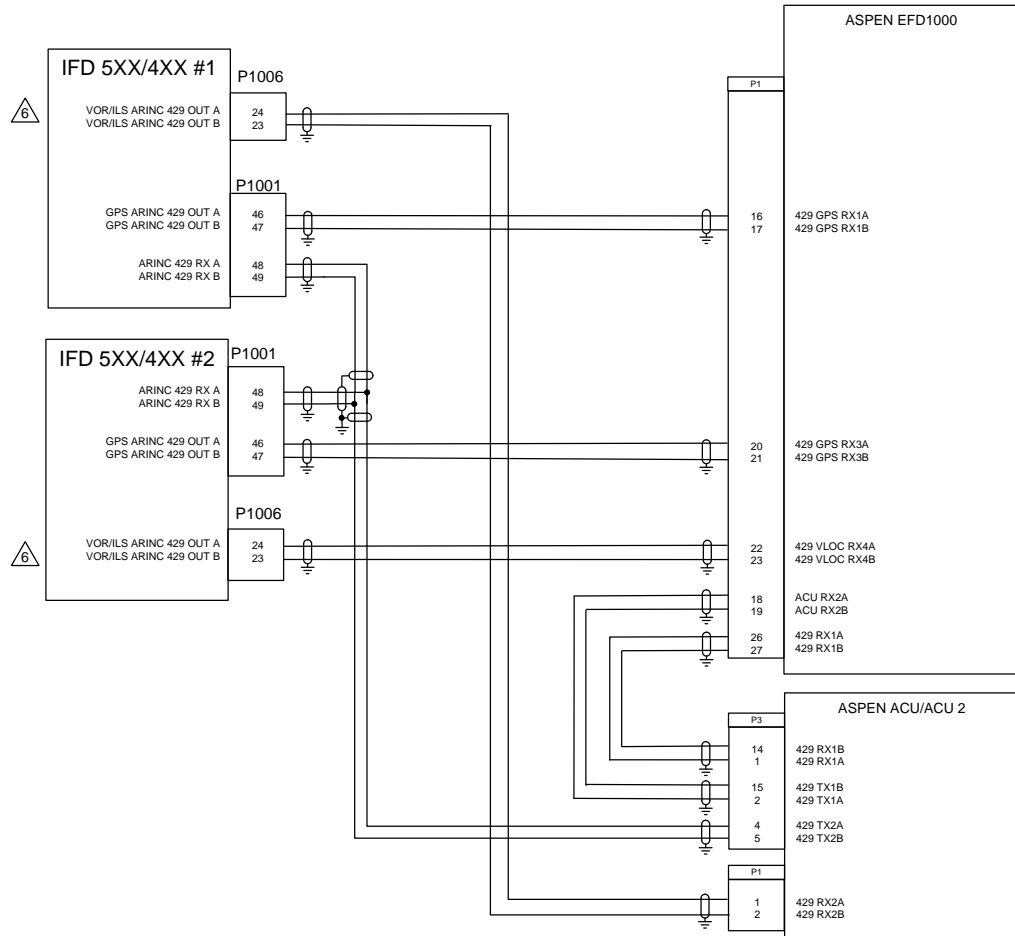 ASPEN EFD1000
IFD 5XX/4XX #1
P1006
6
VOR/ILS ARINC 429 OUT A 24
VOR/ILS ARINC 429 OUT B 23
P1001
GPS ARINC 429 OUT A 46
GPS ARINC 429 OUT B 47
ARINC 429 RX A 48
ARINC 429 RX B 49
IFD 5XX/4XX #2
P1001
ARINC 429 RX A 48
ARINC 429 RX B 49
GPS ARINC 429 OUT A 46
GPS ARINC 429 OUT B 47
P1006
6
VOR/ILS ARINC 429 OUT A 24
VOR/ILS ARINC 429 OUT B 23
P1
16 429 GPS RX1A
17 429 GPS RX1B
20 429 GPS RX3A
21 429 GPS RX3B
22 429 VLOC RX4A
23 429 VLOC RX4B
18 ACU RX2A
19 ACU RX2B
26 429 RX1A
27 429 RX1B
ASPEN ACU/ACU 2
P3
14 429 RX1B
1 429 RX1A
15 429 TX1B
2 429 TX1A
4 429 TX2A
5 429 TX2B
P1
1 429 RX2A
2 429 RX2B